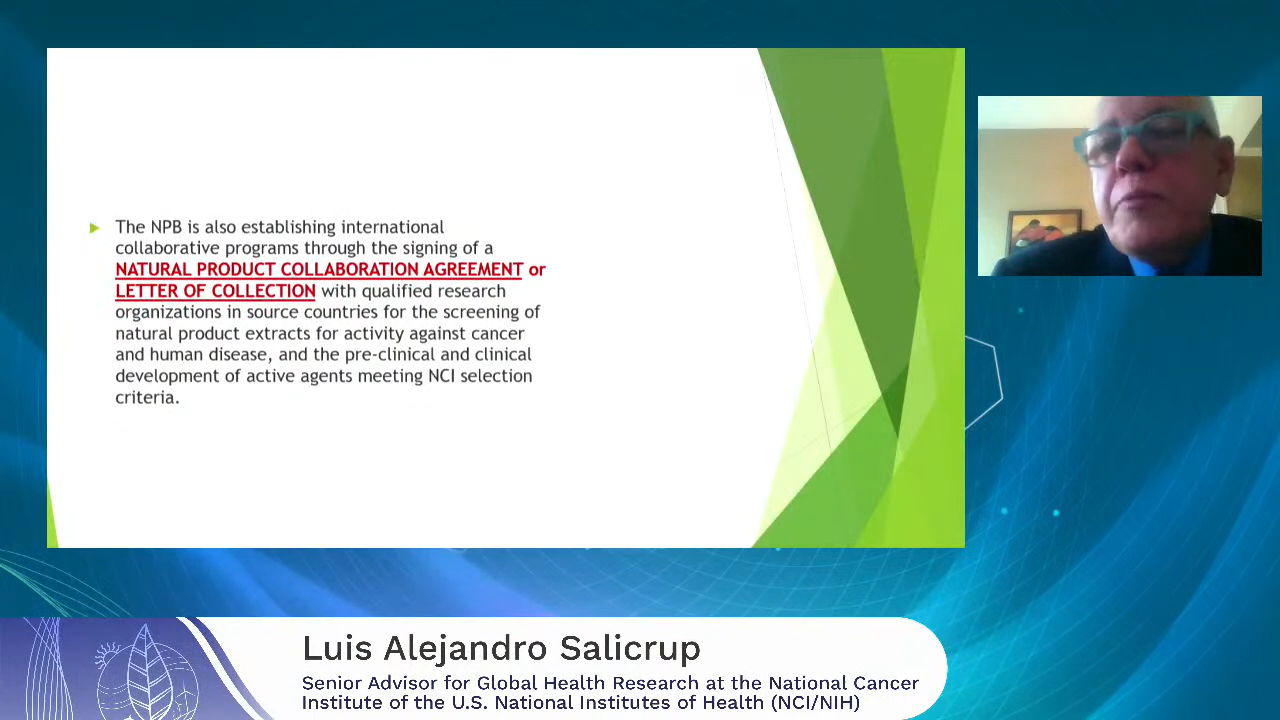 The NPB is also establishing international
collaborative programs through the signing of a
NATURAL PRODUCT COLLABORATION AGREEMENT or
LETTER OF COLLECTION with qualified research
organizations in source countries for the screening of
natural product extracts for activity against cancer
and human disease, and the pre-clinical and clinical
development of active agents meeting NCI selection
criteria.
Luis Alejandro Salicrup
Senior Advisor for Global Health Research at the National Cancer
Institute of the U.S. National Institutes of Health (NCI/NIH)